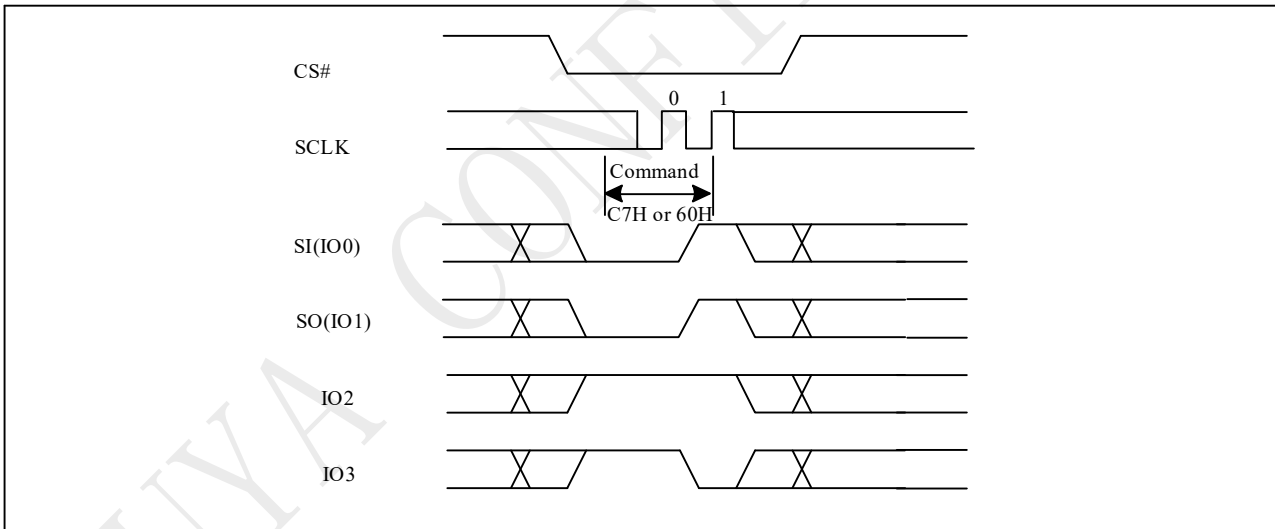 CS#
0 1
SCLK
Command
C7H or 60H
SI(IO0)
SO(IO1)
IO2
IO3